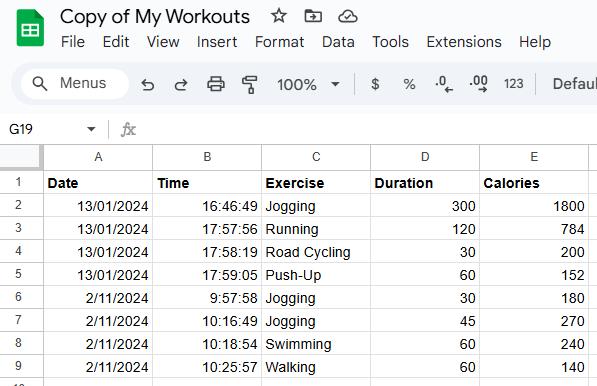 Copy of My Workouts
File Edit View Insert Format Data Tools Extensions Help
Menus 100% $ % .0 .00 123 Defau
G19 fx
A B C D E
1 Date Time Exercise Duration Calories
2 13/01/2024 16:46:49 Jogging 300 1800
3 13/01/2024 17:57:56 Running 120 784
4 13/01/2024 17:58:19 Road Cycling 30 200
5 13/01/2024 17:59:05 Push-Up 60 152
6 2/11/2024 9:57:58 Jogging 30 180
7 2/11/2024 10:16:49 Jogging 45 270
8 2/11/2024 10:18:54 Swimming 60 240
9 2/11/2024 10:25:57 Walking 60 140